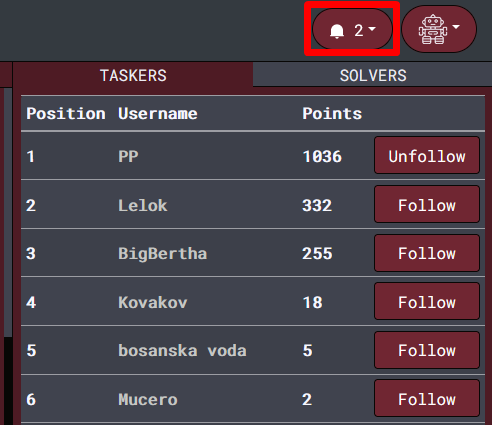 2
TASKERS SOLVERS
Position Username Points
1 PP 1036 Unfollow
2 Lelok 332 Follow
3 BigBertha 255 Follow
4 Kovakov 18 Follow
5 bosanska voda 5 Follow
6 Mucero 2 Follow